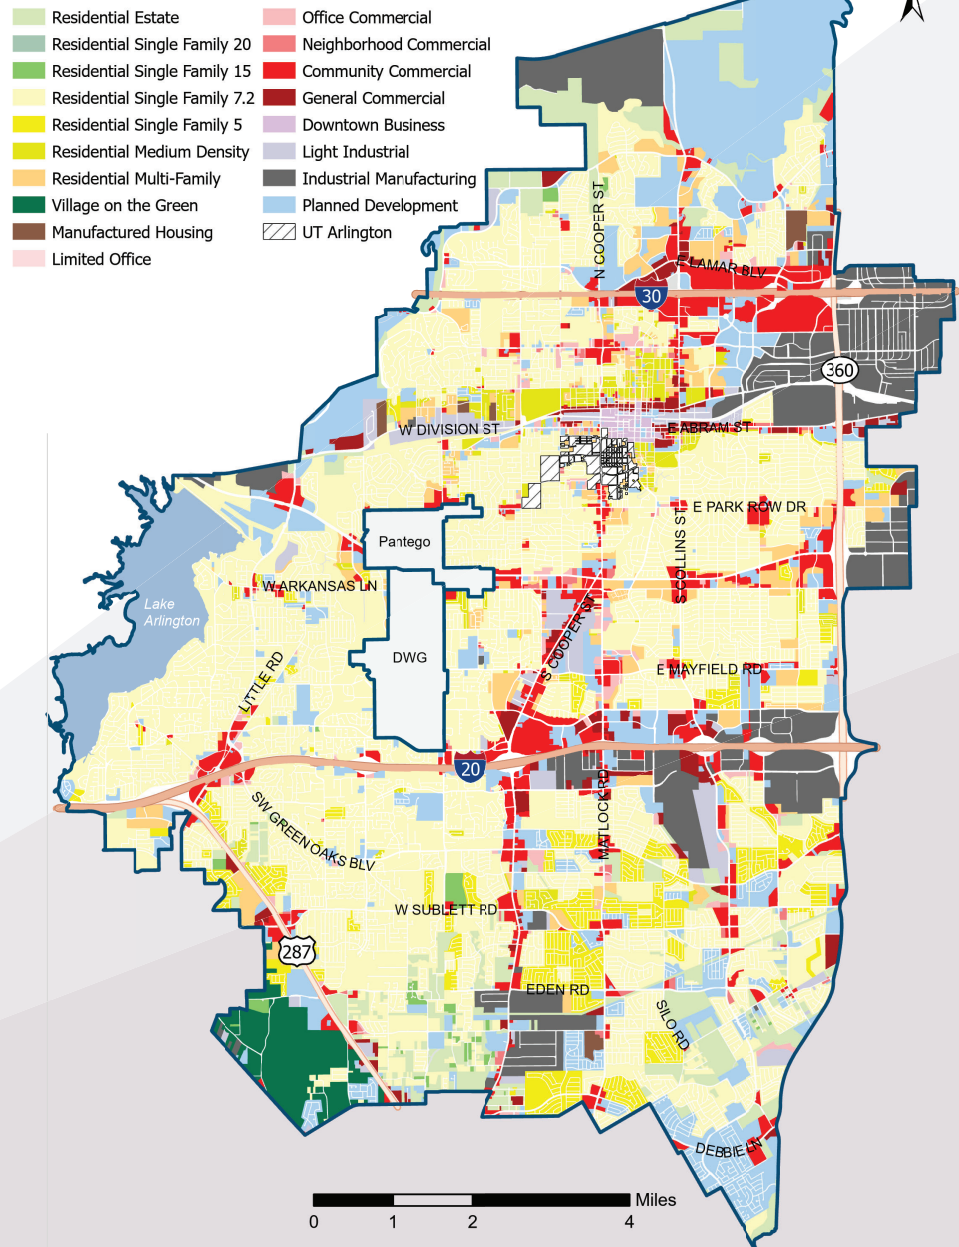 Residential Estate
Residential Single Family 20
Residential Single Family 15
Residential Single Family 7.2
Residential Single Family 5
Residential Medium Density
Residential Multi-Family
Village on the Green
Manufactured Housing
Limited Office
Office Commercial
Neighborhood Commercial
Community Commercial
General Commercial
Downtown Business
Light Industrial
Industrial Manufacturing
Planned Development
UT Arlington
N COOPER ST
E LAMAR BLV
30
360
W DIVISION ST
E ABRAM ST
E PARK ROW DR
Pantego
S COLLINS ST
W ARKANSAS LN
Lake
Arlington
S COOPER ST
DWG
E MAYFIELD RD
LITTLE RD
20
MATLOCK RD
SW GREEN OAKS BLV
W SUBLETT RD
287
EDEN RD
SILO RD
DEBBIE LN
Miles
0 1 2 4